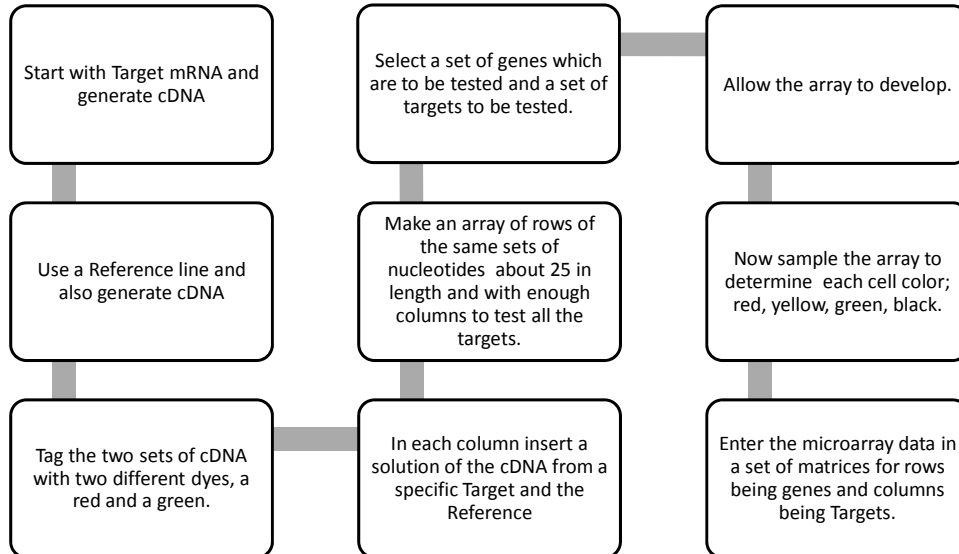 Start with Target mRNA and
generate cDNA
Use a Reference line and
also generate cDNA
Tag the two sets of cDNA
with two different dyes, a
red and a green.
In each column insert a
solution of the cDNA from a
specific Target and the
Reference
Make an array of rows of
the same sets of
nucleotides about 25 in
length and with enough
columns to test all the
targets.
Select a set of genes which
are to be tested and a set of
targets to be tested.
Allow the array to develop.
Now sample the array to
determine each cell color;
red, yellow, green, black.
Enter the microarray data in
a set of matrices for rows
being genes and columns
being Targets.